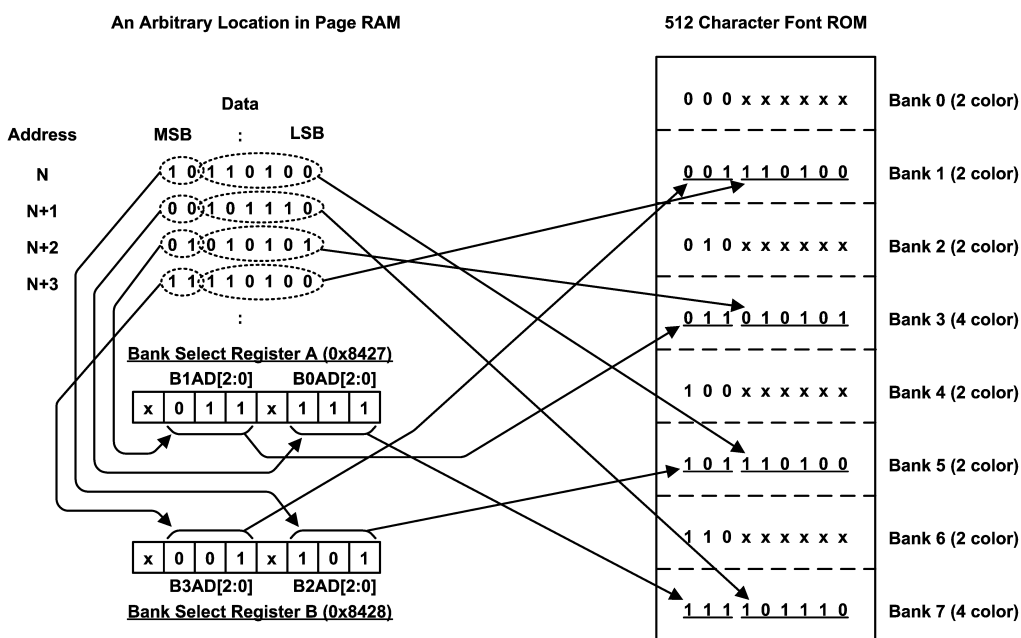 An Arbitrary Location in Page RAM
512 Character Font ROM
Data
Address MSB : LSB
N 1 0 1 1 0 1 0 0
N+1 0 0 1 0 1 1 1 0
N+2 0 1 0 1 0 1 0 1
N+3 1 1 1 1 0 1 0 0
:
Bank Select Register A (0x8427)
B1AD[2:0] B0AD[2:0]
x 0 1 1 x 1 1 1
x 0 0 1 x 1 0 1
B3AD[2:0] B2AD[2:0]
Bank Select Register B (0x8428)
0 0 0 x x x x x x Bank 0 (2 color)
0 0 1 1 1 0 1 0 0 Bank 1 (2 color)
0 1 0 x x x x x x Bank 2 (2 color)
0 1 1 0 1 0 1 0 1 Bank 3 (4 color)
1 0 0 x x x x x x Bank 4 (2 color)
1 0 1 1 1 0 1 0 0 Bank 5 (2 color)
1 1 0 x x x x x x Bank 6 (2 color)
1 1 1 1 0 1 1 1 0 Bank 7 (4 color)